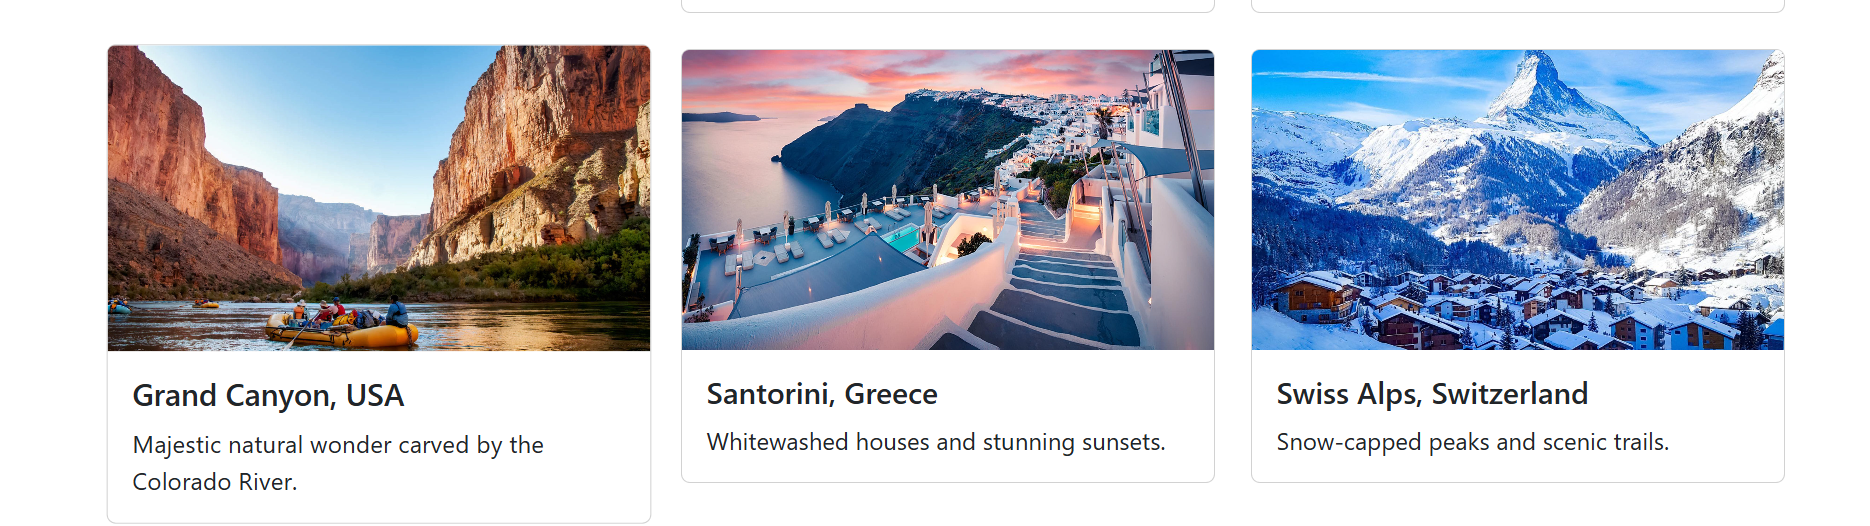 Grand Canyon, USA
Majestic natural wonder carved by the
Colorado River.
Santorini, Greece
Whitewashed houses and stunning sunsets.
Swiss Alps, Switzerland
Snow-capped peaks and scenic trails.